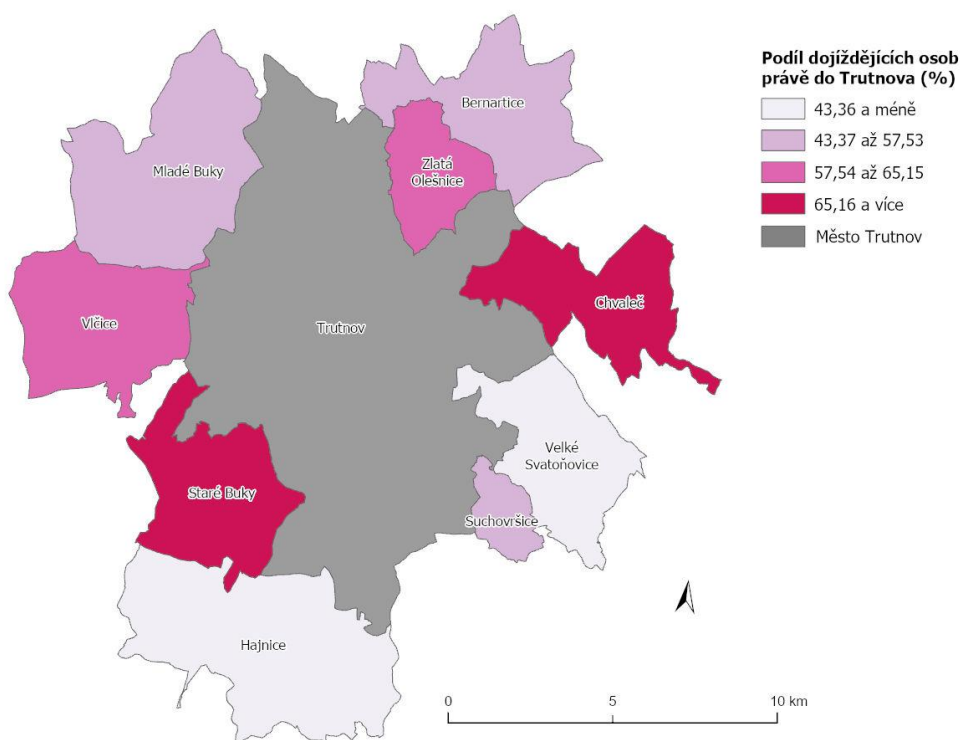 Podíl dojíždějících osob
právě do Trutnova (%)
43,36 a méně
43,37 až 57,53
57,54 až 65,15
65,16 a více
Město Trutnov
Bernartice
Mladé Buky
Zlatá
Olešnice
Chvaleč
Vlčice
Trutnov
Velké
Svatoňovice
Staré Buky
Suchovršice
Hajnice
0 5 10 km